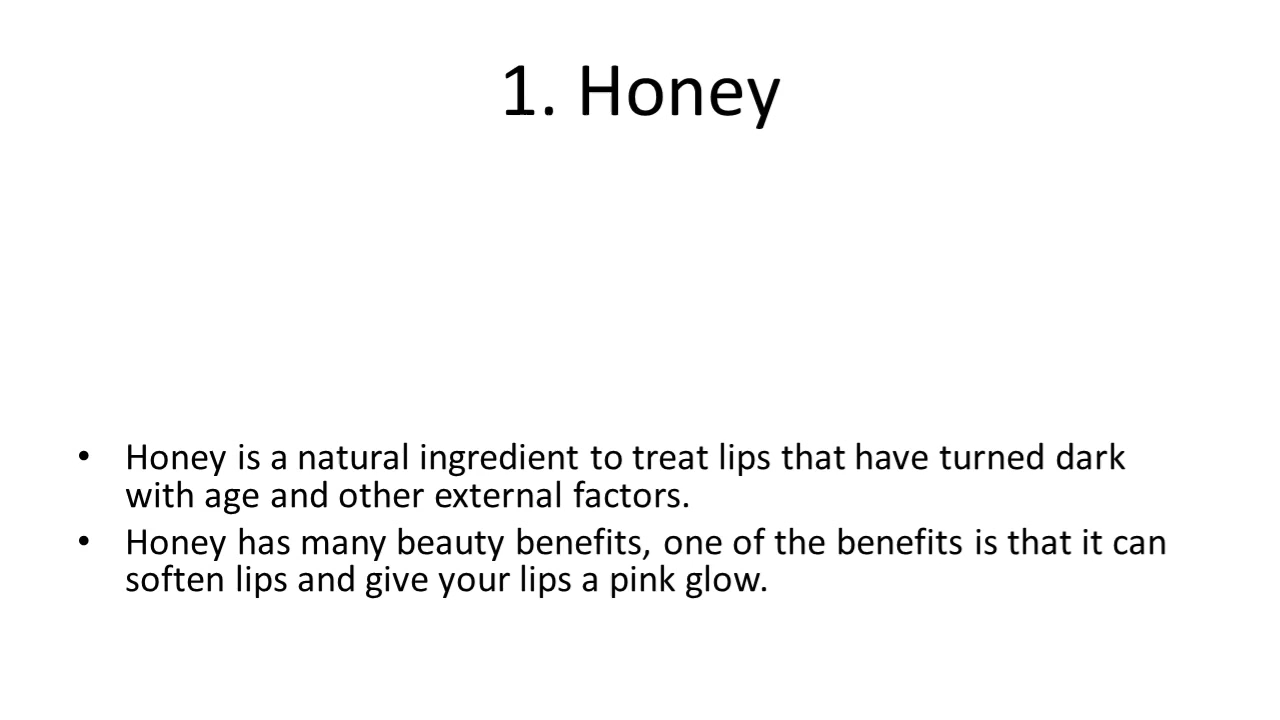 1. Honey
• Honey is a natural ingredient to treat lips that have turned dark
with age and other external factors.
• Honey has many beauty benefits, one of the benefits is that it can
soften lips and give your lips a pink glow.